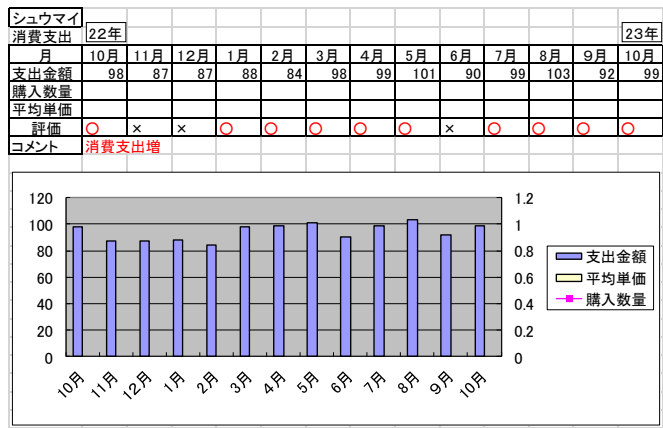 シュウマイ
消費支出 22年 23年
月 10月 11月 12月 1月 2月 3月 4月 5月 6月 7月 8月 9月 10月
支出金額 98 87 87 88 84 98 99 101 90 99 103 92 99
購入数量
平均単価
評価 ○ × × ○ ○ ○ ○ ○ × ○ ○ ○ ○
コメント 消費支出増
120 1.2
100 1
80 0.8
60 0.6
40 0.4
20 0.2
0 0
支出金額
平均単価
購入数量
10月 11月 12月 1月 2月 3月 4月 5月 6月 7月 8月 9月 10月